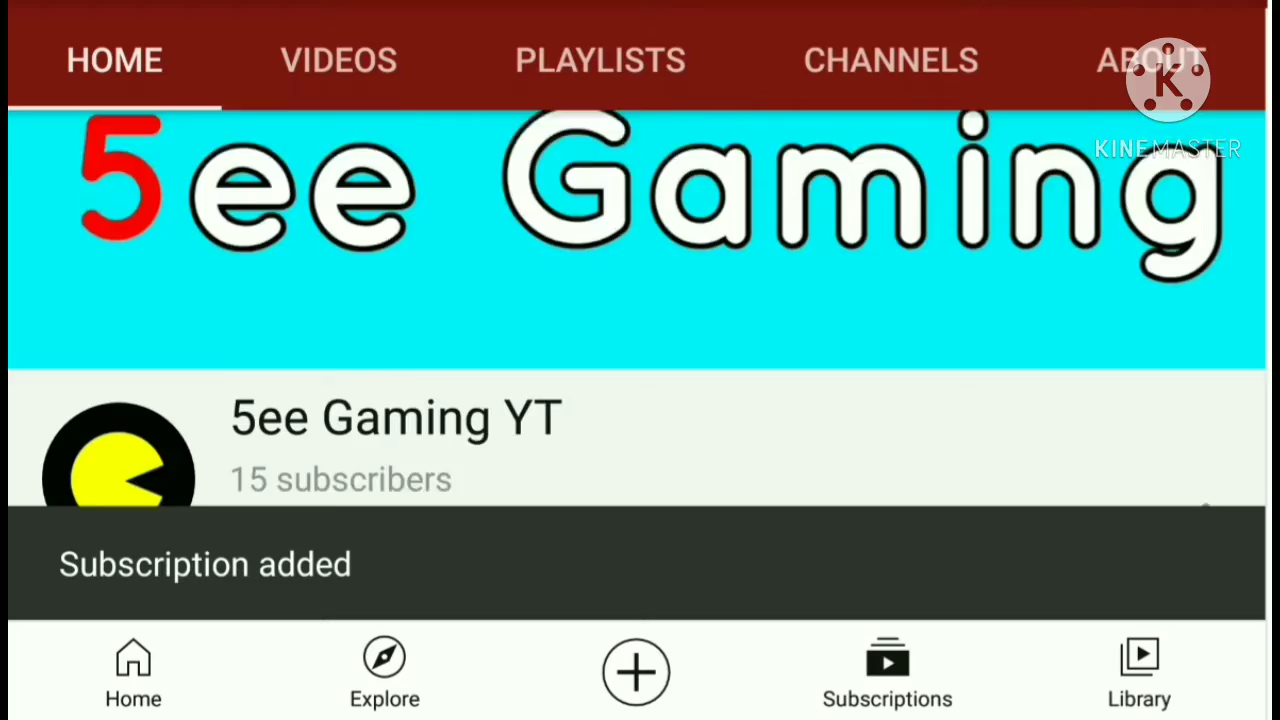 HOME VIDEOS PLAYLISTS CHANNELS ABOUT
K
KINEMASTER
5ee Gaming
5ee Gaming YT
15 subscribers
Subscription added
Home Explore Subscriptions Library